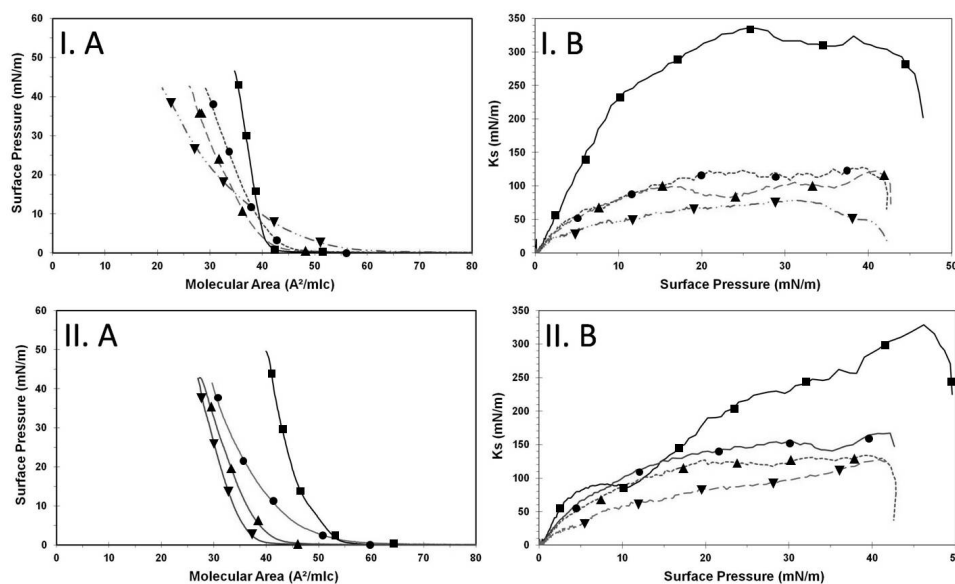 I. A
Surface Pressure (mN/m)
60
50
40
30
20
10
0
0 10 20 30 40 50 60 70 80
Molecular Area (A²/mlc)
I. B
Ks (mN/m)
350
300
250
200
150
100
50
0
0 10 20 30 40 50
Surface Pressure (mN/m)
II. A
Surface Pressure (mN/m)
60
50
40
30
20
10
0
0 10 20 30 40 50 60 70 80
Molecular Area (A²/mlc)
II. B
Ks (mN/m)
350
300
250
200
150
100
50
0
0 10 20 30 40 50
Surface Pressure (mN/m)